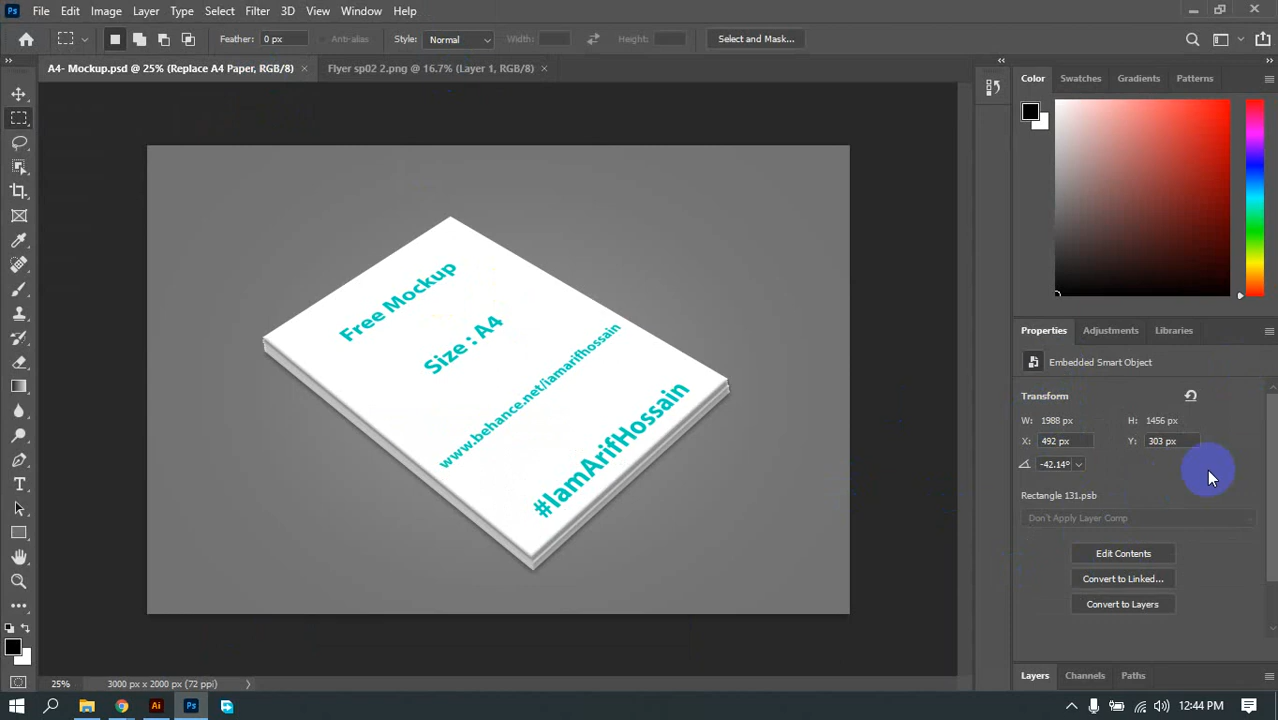 Ps File Edit Image Layer Type Select Filter 3D View Window Help
Feather: 0 px Anti-alias Style: Normal Width: Height: Select and Mask...
A4- Mockup.psd @ 25% (Replace A4 Paper, RGB/8) × Flyer sp02 2.png @ 16.7% (Layer 1, RGB/8) ×
Color Swatches Gradients Patterns
Free Mockup
Size : A4
www.behance.net/iamarifhossain
#IamArifHossain
Properties Adjustments Libraries
Embedded Smart Object
Transform
W: 1988 px H: 1456 px
X: 492 px Y: 303 px
-42.14°
Rectangle 131.psb
Don't Apply Layer Comp
Edit Contents
Convert to Linked...
Convert to Layers
Layers Channels Paths
25% 3000 px x 2000 px (72 ppi)
Ai Ps 12:44 PM